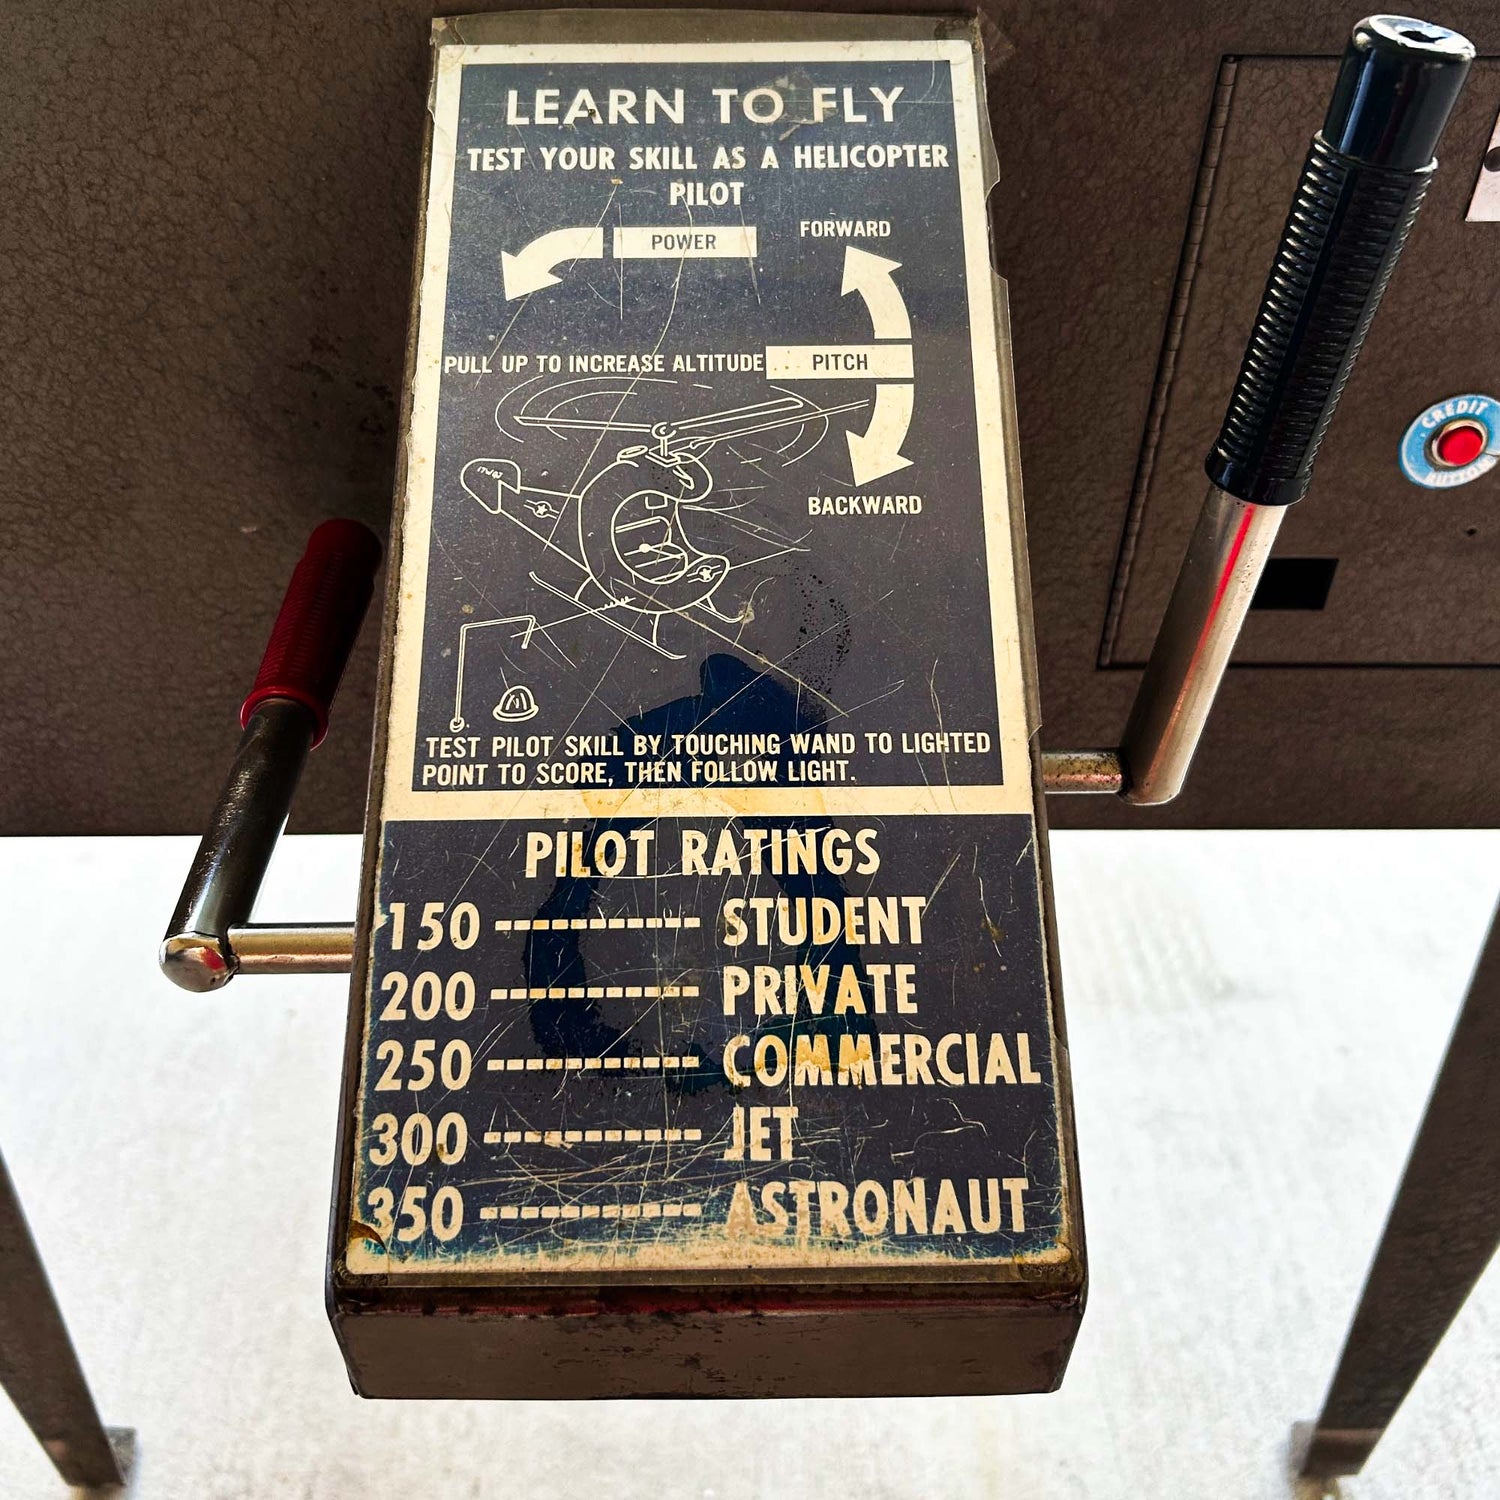 LEARN TO FLY
TEST YOUR SKILL AS A HELICOPTER
PILOT
POWER
FORWARD
PULL UP TO INCREASE ALTITUDE
PITCH
BACKWARD
TEST PILOT SKILL BY TOUCHING WAND TO LIGHTED
POINT TO SCORE, THEN FOLLOW LIGHT.
PILOT RATINGS
150 ----------- STUDENT
200 ----------- PRIVATE
250 ----------- COMMERCIAL
300 ----------- JET
350 ----------- ASTRONAUT
CREDIT
BUTTON